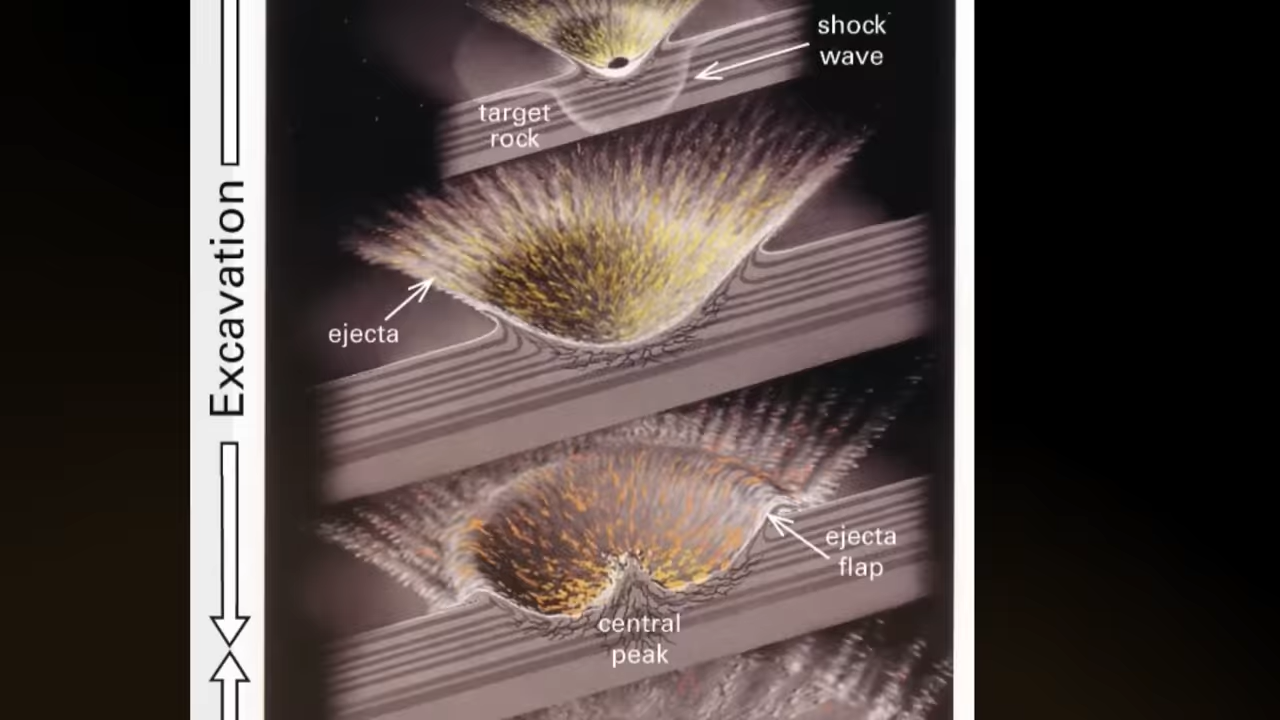 shock
wave
target
rock
Excavation
ejecta
ejecta
flap
central
peak